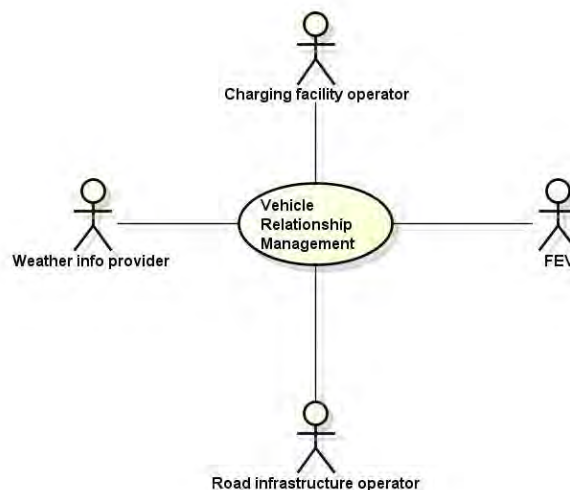 Charging facility operator
Vehicle
Relationship
Management
Weather info provider
FEV
Road infrastructure operator